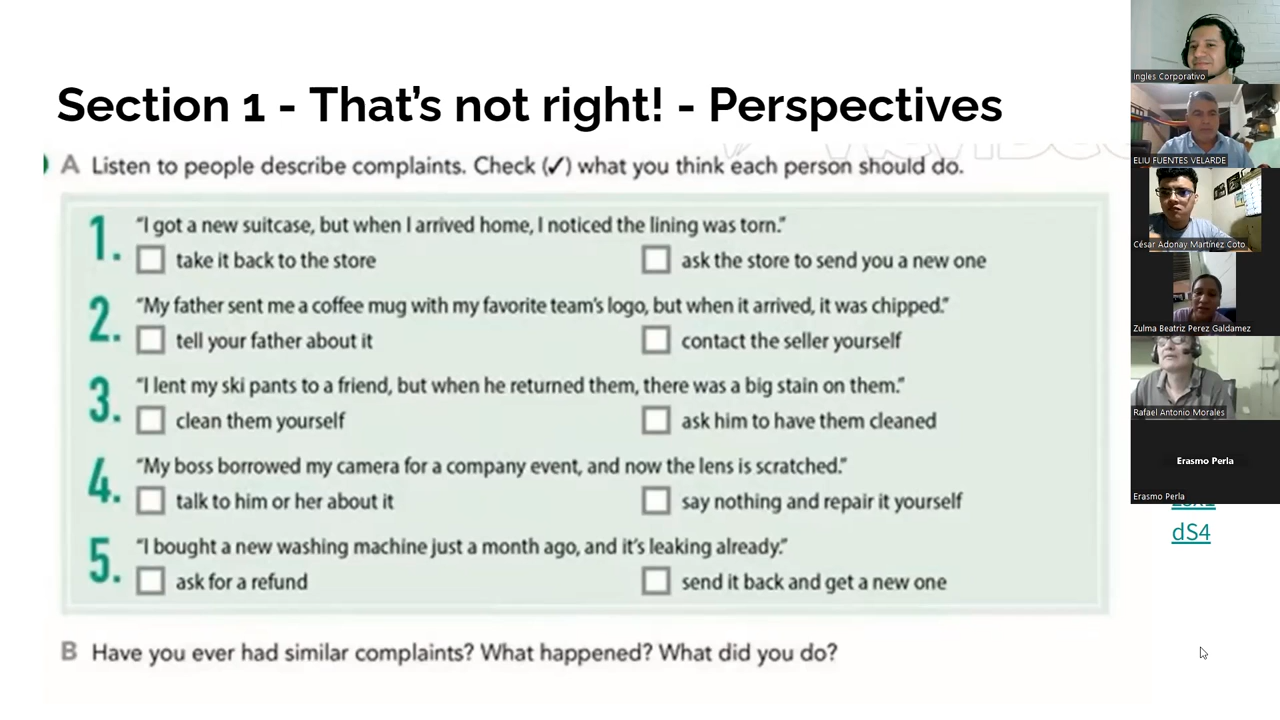 Section 1 - That's not right! - Perspectives
A Listen to people describe complaints. Check (✓) what you think each person should do.
1. "I got a new suitcase, but when I arrived home, I noticed the lining was torn."
take it back to the store
ask the store to send you a new one
2. "My father sent me a coffee mug with my favorite team's logo, but when it arrived, it was chipped."
tell your father about it
contact the seller yourself
3. "I lent my ski pants to a friend, but when he returned them, there was a big stain on them."
clean them yourself
ask him to have them cleaned
4. "My boss borrowed my camera for a company event, and now the lens is scratched."
talk to him or her about it
say nothing and repair it yourself
5. "I bought a new washing machine just a month ago, and it's leaking already."
ask for a refund
send it back and get a new one
B Have you ever had similar complaints? What happened? What did you do?
Ingles Corporativo
ELIU FUENTES VELARDE
César Adonay Martínez Coto
Zulma Beatriz Perez Galdamez
Rafael Antonio Morales
Erasmo Perla
Erasmo Perla
dS4